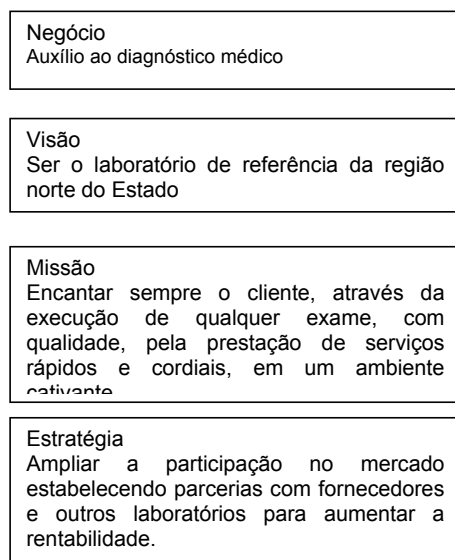 Negócio
Auxílio ao diagnóstico médico
Visão
Ser o laboratório de referência da região
norte do Estado
Missão
Encantar sempre o cliente, através da
execução de qualquer exame, com
qualidade, pela prestação de serviços
rápidos e cordiais, em um ambiente
cativante
Estratégia
Ampliar a participação no mercado
estabelecendo parcerias com fornecedores
e outros laboratórios para aumentar a
rentabilidade.